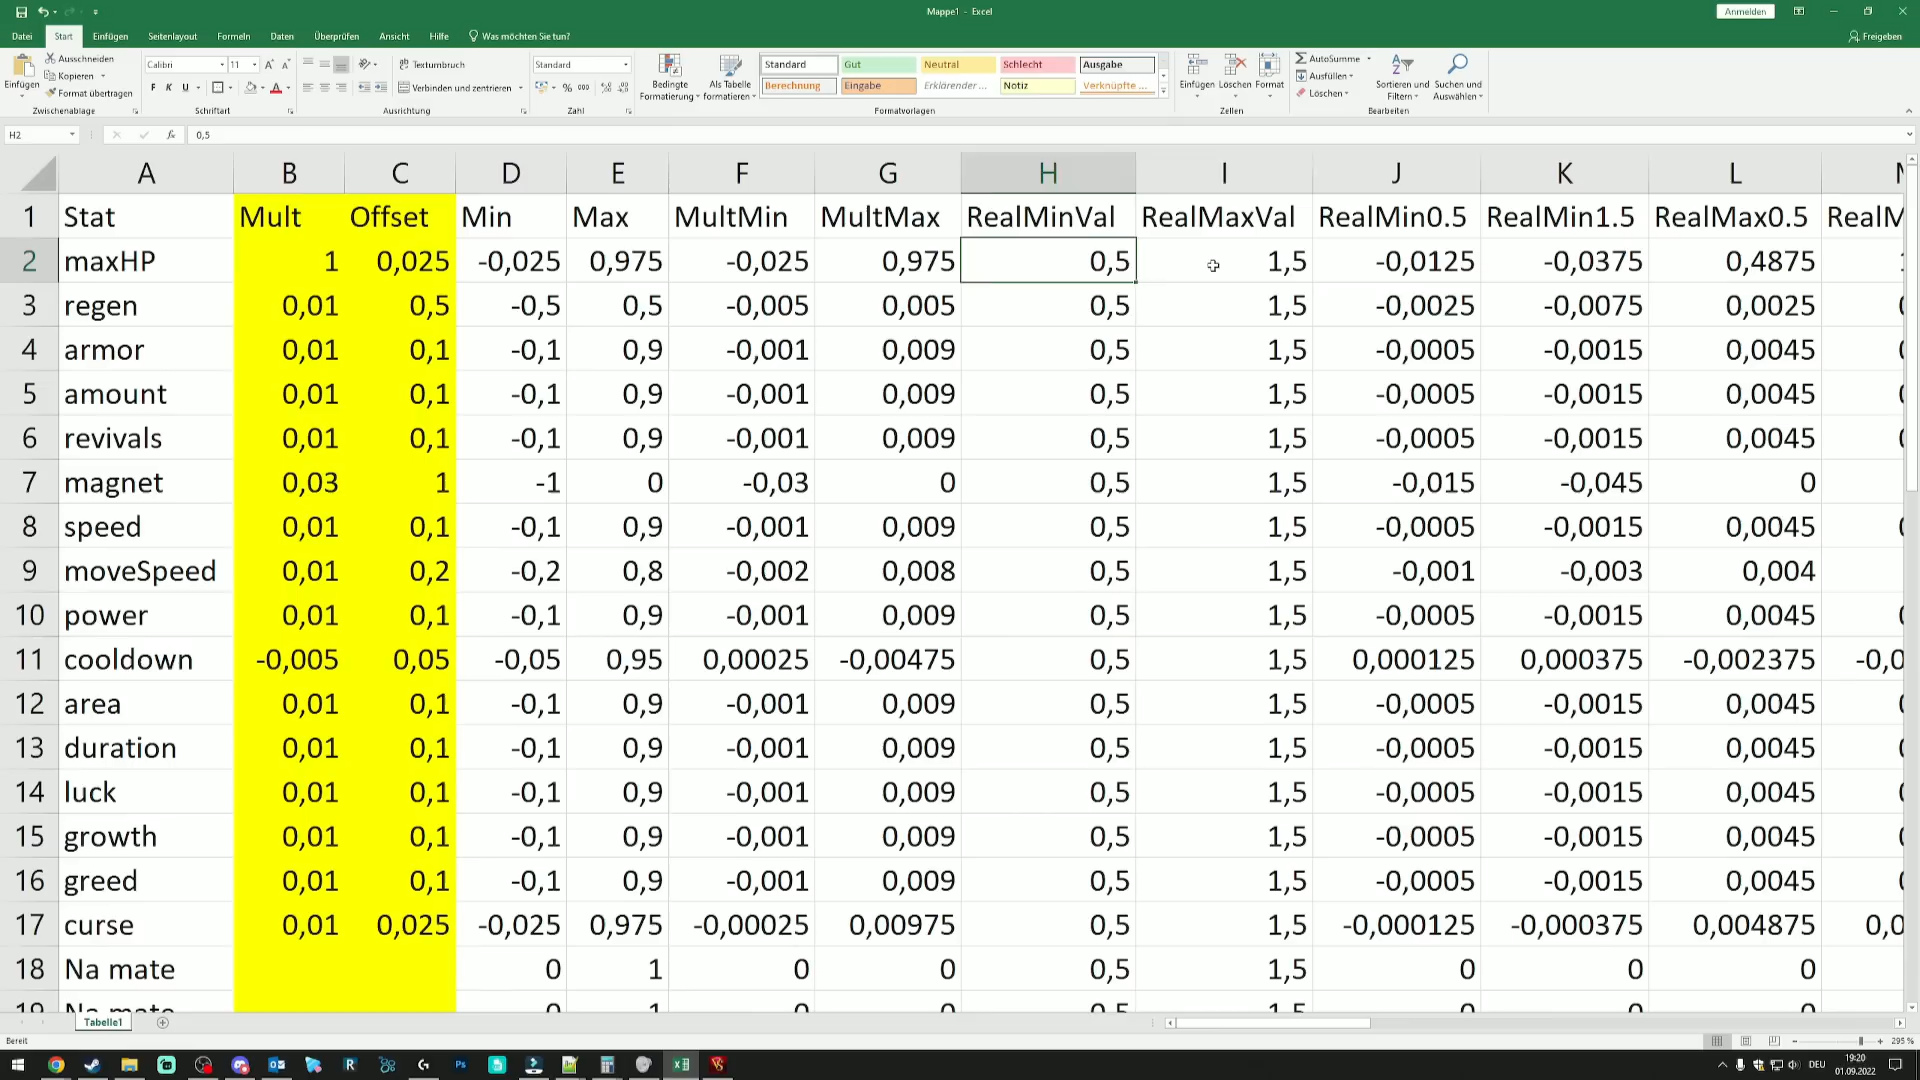 Mappe1 - Excel
Anmelden
Datei Start Einfügen Seitenlayout Formeln Daten Überprüfen Ansicht Hilfe Was möchten Sie tun?
Freigeben
Einfügen
Ausschneiden
Kopieren
Format übertragen
Zwischenablage
Calibri 11
F K U
Schriftart
Textumbruch
Verbinden und zentrieren
Ausrichtung
Standard
% 000
Zahl
Bedingte Formatierung
Als Tabelle formatieren
Standard Gut Neutral Schlecht Ausgabe
Berechnung Eingabe Erklärender ... Notiz Verknüpfte ...
Formatvorlagen
Einfügen Löschen Format
Zellen
AutoSumme
Ausfüllen
Löschen
Sortieren und Filtern
Suchen und Auswählen
Bearbeiten
H2 fx 0,5
A B C D E F G H I J K L
1 Stat Mult Offset Min Max MultMin MultMax RealMinVal RealMaxVal RealMin0.5 RealMin1.5 RealMax0.5 RealM
2 maxHP 1 0,025 -0,025 0,975 -0,025 0,975 0,5 1,5 -0,0125 -0,0375 0,4875
3 regen 0,01 0,5 -0,5 0,5 -0,005 0,005 0,5 1,5 -0,0025 -0,0075 0,0025
4 armor 0,01 0,1 -0,1 0,9 -0,001 0,009 0,5 1,5 -0,0005 -0,0015 0,0045
5 amount 0,01 0,1 -0,1 0,9 -0,001 0,009 0,5 1,5 -0,0005 -0,0015 0,0045
6 revivals 0,01 0,1 -0,1 0,9 -0,001 0,009 0,5 1,5 -0,0005 -0,0015 0,0045
7 magnet 0,03 1 -1 0 -0,03 0 0,5 1,5 -0,015 -0,045 0
8 speed 0,01 0,1 -0,1 0,9 -0,001 0,009 0,5 1,5 -0,0005 -0,0015 0,0045
9 moveSpeed 0,01 0,2 -0,2 0,8 -0,002 0,008 0,5 1,5 -0,001 -0,003 0,004
10 power 0,01 0,1 -0,1 0,9 -0,001 0,009 0,5 1,5 -0,0005 -0,0015 0,0045
11 cooldown -0,005 0,05 -0,05 0,95 0,00025 -0,00475 0,5 1,5 0,000125 0,000375 -0,002375 -0,0
12 area 0,01 0,1 -0,1 0,9 -0,001 0,009 0,5 1,5 -0,0005 -0,0015 0,0045
13 duration 0,01 0,1 -0,1 0,9 -0,001 0,009 0,5 1,5 -0,0005 -0,0015 0,0045
14 luck 0,01 0,1 -0,1 0,9 -0,001 0,009 0,5 1,5 -0,0005 -0,0015 0,0045
15 growth 0,01 0,1 -0,1 0,9 -0,001 0,009 0,5 1,5 -0,0005 -0,0015 0,0045
16 greed 0,01 0,1 -0,1 0,9 -0,001 0,009 0,5 1,5 -0,0005 -0,0015 0,0045
17 curse 0,01 0,025 -0,025 0,975 -0,00025 0,00975 0,5 1,5 -0,000125 -0,000375 0,004875 0,0
18 Na mate 0 1 0 0 0,5 1,5 0 0 0
19 Na mate 0 1 0 0 0,5 1,5 0 0 0
Tabelle1
Bereit
295 %
DEU
19:20
01.09.2022